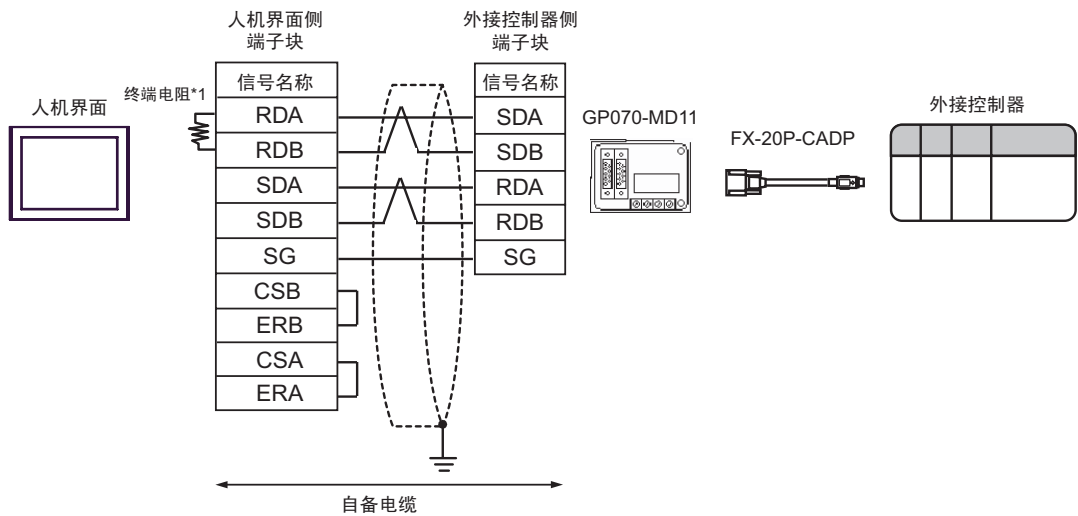 人机界面侧
端子块
外接控制器侧
端子块
人机界面
终端电阻*1
信号名称
RDA
RDB
SDA
SDB
SG
CSB
ERB
CSA
ERA
信号名称
SDA
SDB
RDA
RDB
SG
GP070-MD11
FX-20P-CADP
外接控制器
自备电缆